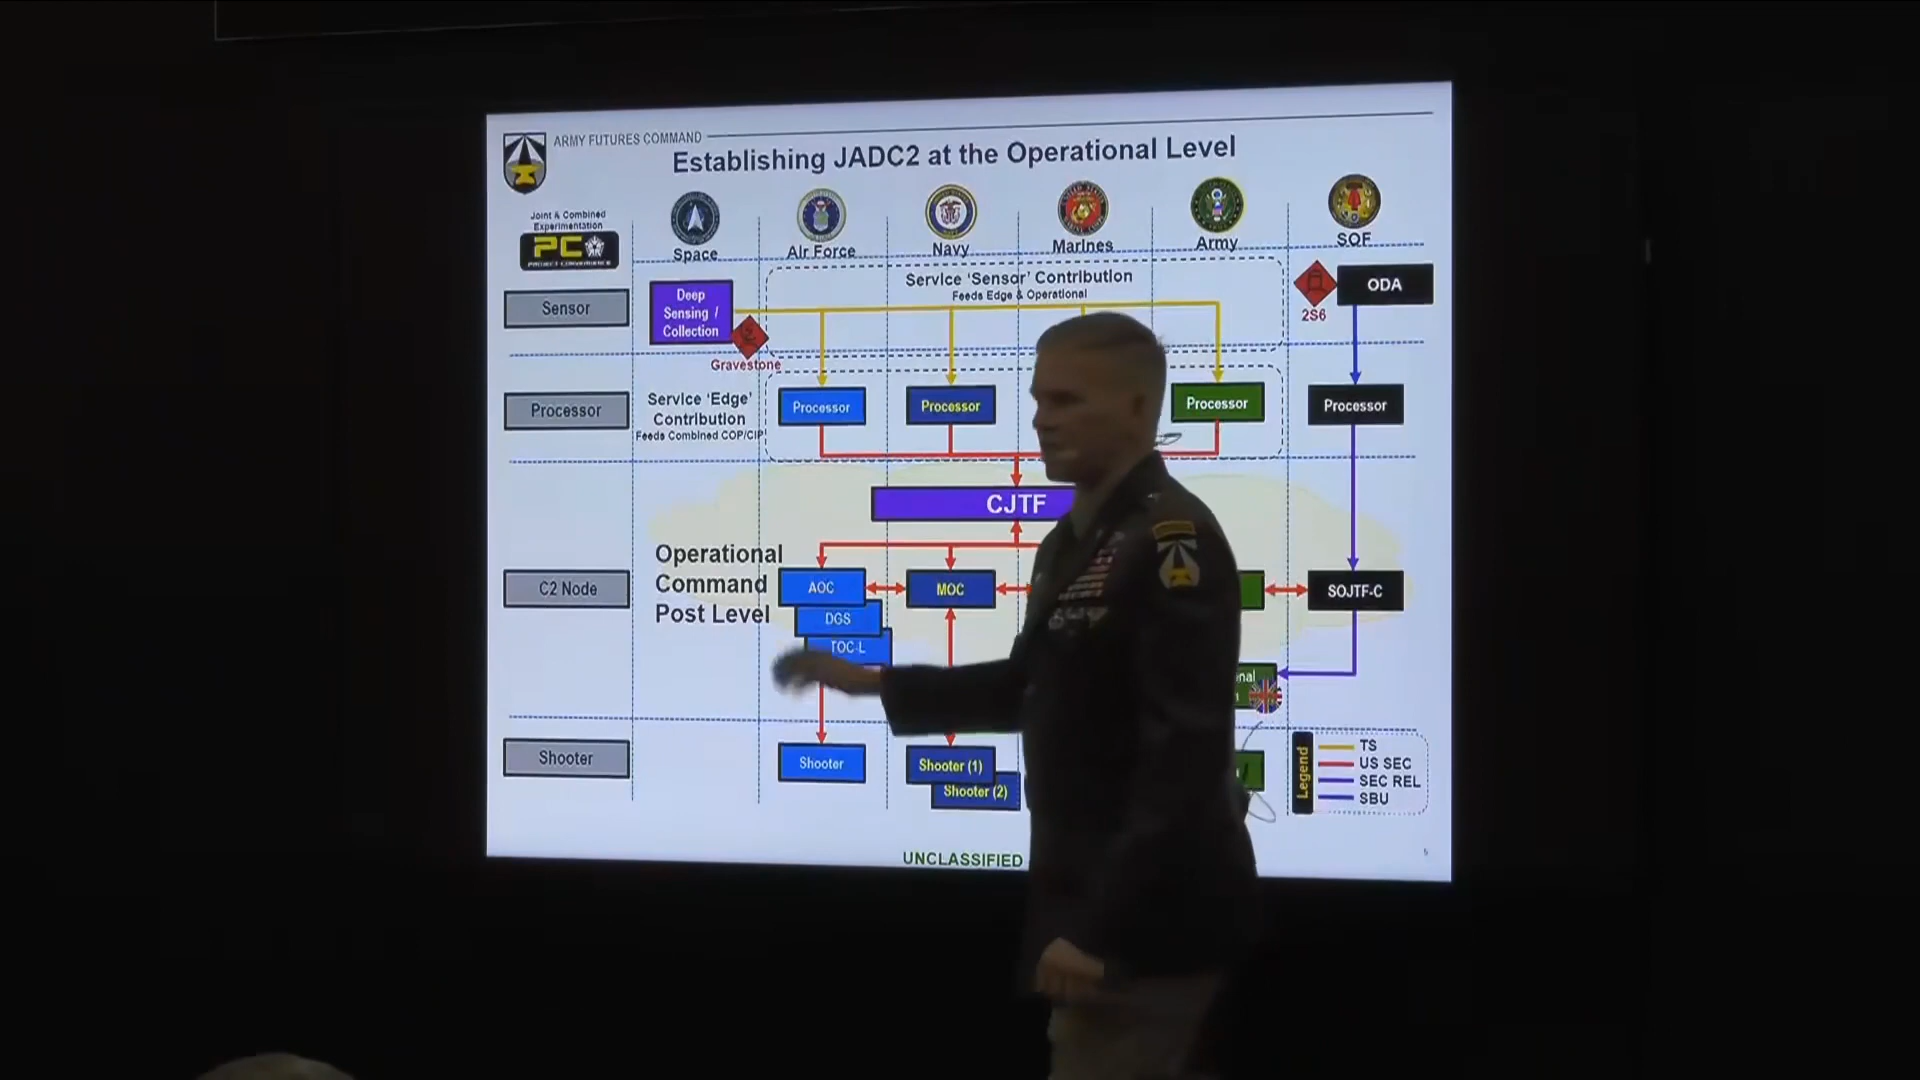 ARMY FUTURES COMMAND
Establishing JADC2 at the Operational Level
Joint & Combined
Experimentation
PC
PROJECT CONVERGENCE
Space
Air Force
Navy
Marines
Army
SOF
Service 'Sensor' Contribution
Feeds Edge & Operational
Sensor
Deep
Sensing /
Collection
Gravestone
2S6
ODA
Processor
Service 'Edge'
Contribution
Feeds Combined COP/CIP
Processor
Processor
Processor
Processor
CJTF
C2 Node
Operational
Command
Post Level
AOC
DGS
TOC-L
MOC
SOJTF-C
nal
Shooter
Shooter
Shooter (1)
Shooter (2)
Legend
TS
US SEC
SEC REL
SBU
UNCLASSIFIED
5